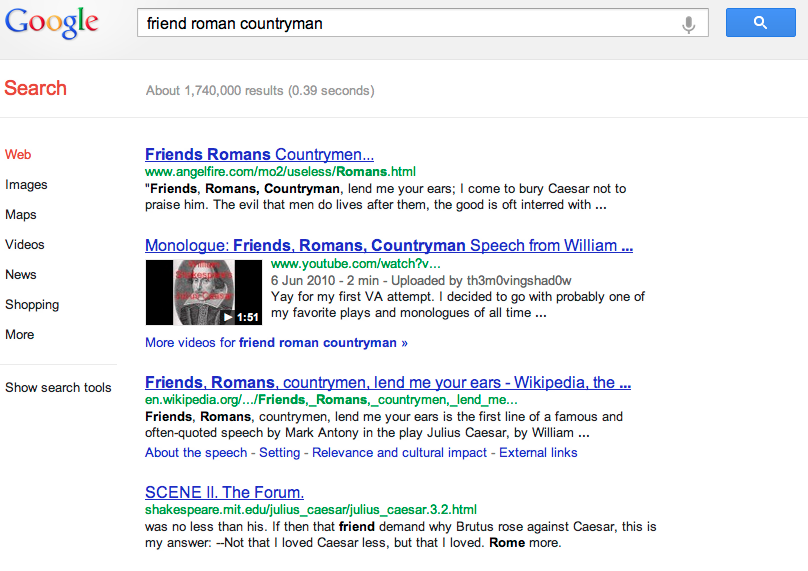 Google
friend roman countryman
Search
About 1,740,000 results (0.39 seconds)
Web
Images
Maps
Videos
News
Shopping
More
Show search tools
Friends Romans Countrymen...
www.angelfire.com/mo2/useless/Romans.html
"Friends, Romans, Countryman, lend me your ears; I come to bury Caesar not to
praise him. The evil that men do lives after them, the good is oft interred with ...
Monologue: Friends, Romans, Countryman Speech from William ...
William
Shakespeare
Julius Caesar
1:51
www.youtube.com/watch?v...
6 Jun 2010 - 2 min - Uploaded by th3m0vingshad0w
Yay for my first VA attempt. I decided to go with probably one of
my favorite plays and monologues of all time ...
More videos for friend roman countryman »
Friends, Romans, countrymen, lend me your ears - Wikipedia, the ...
en.wikipedia.org/.../Friends,_Romans,_countrymen,_lend_me...
Friends, Romans, countrymen, lend me your ears is the first line of a famous and
often-quoted speech by Mark Antony in the play Julius Caesar, by William ...
About the speech - Setting - Relevance and cultural impact - External links
SCENE II. The Forum.
shakespeare.mit.edu/julius_caesar/julius_caesar.3.2.html
was no less than his. If then that friend demand why Brutus rose against Caesar, this is
my answer: --Not that I loved Caesar less, but that I loved. Rome more.